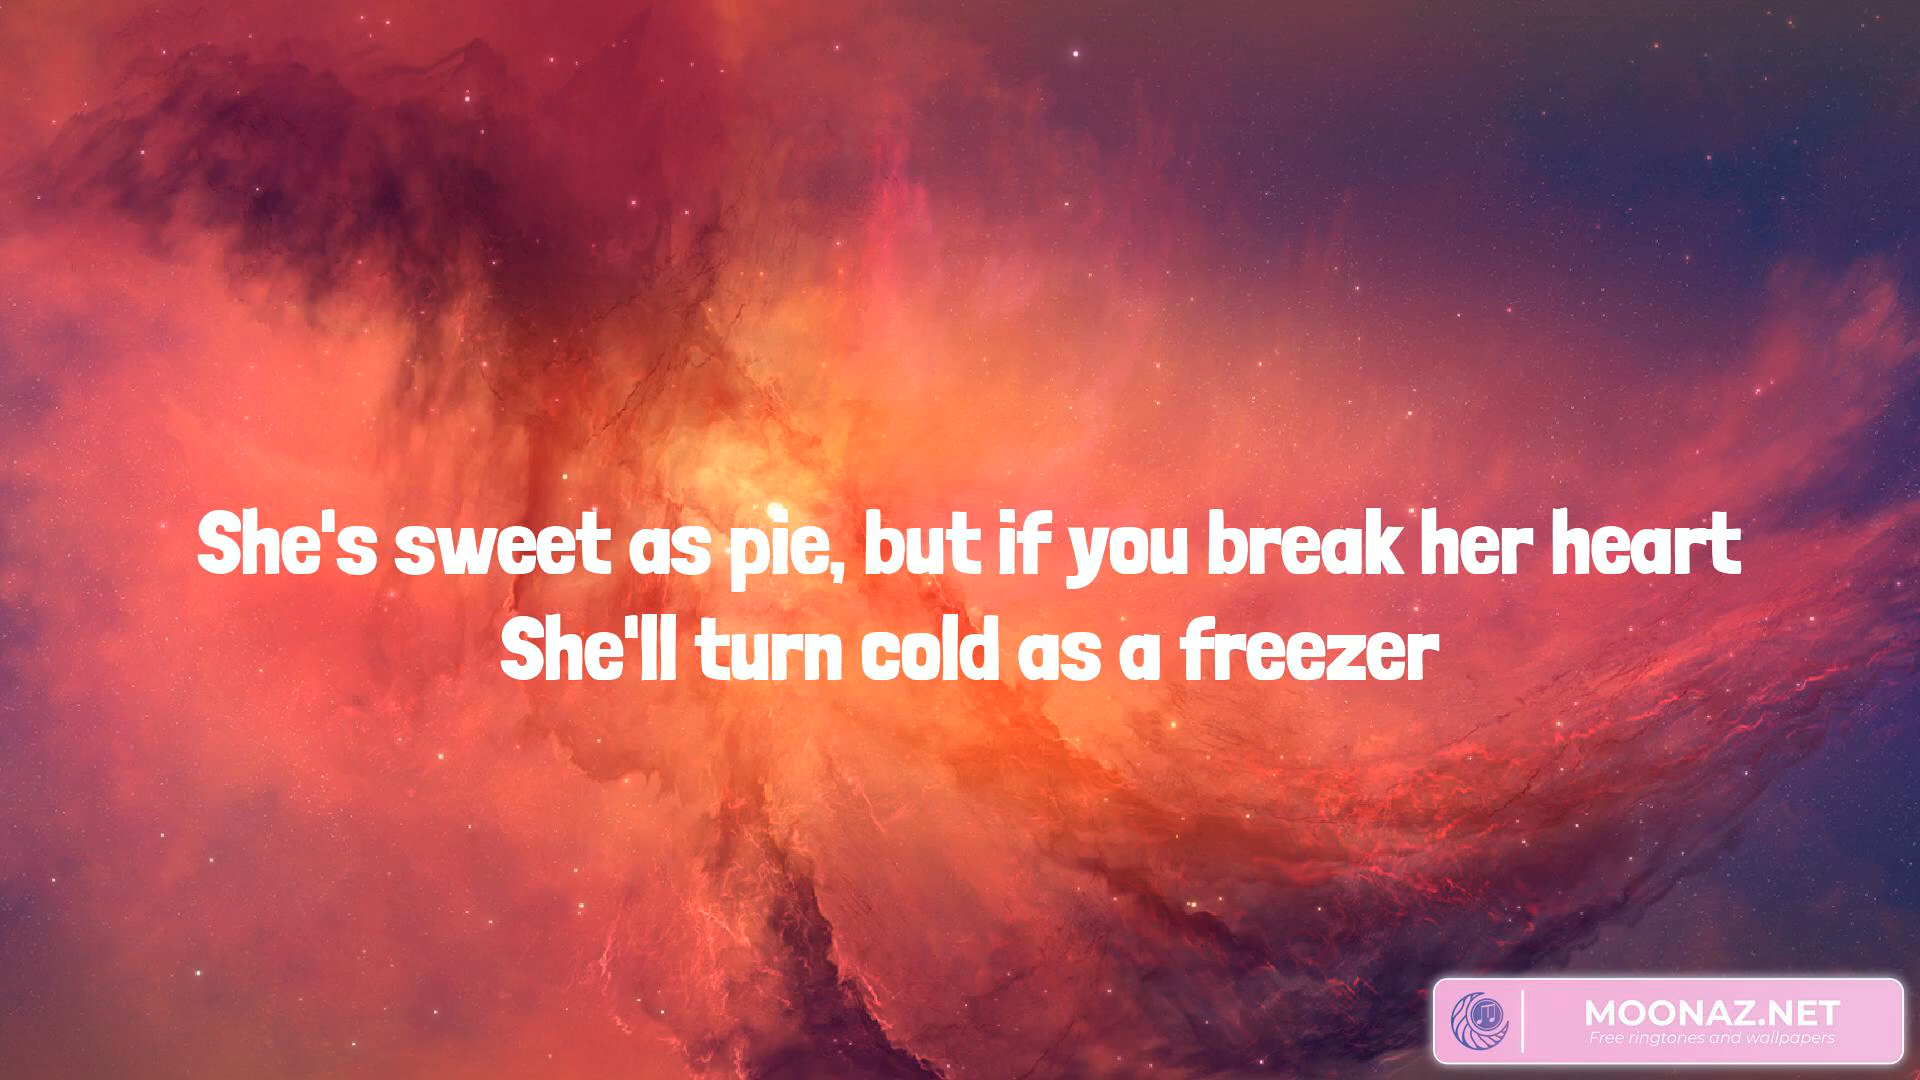 She's sweet as pie, but if you break her heart
She'll turn cold as a freezer
MOONAZ.NET
Free ringtones and wallpapers